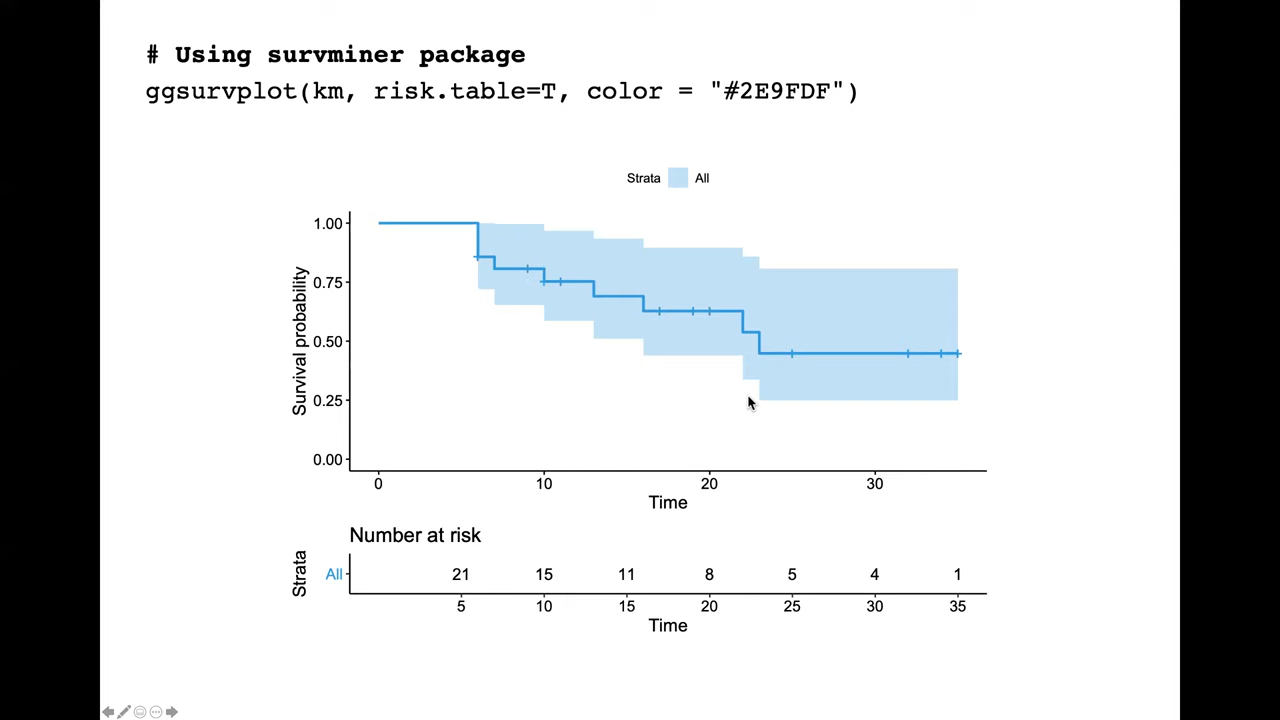 # Using survminer package
ggsurvplot(km, risk.table=T, color = "#2E9FDF")
Strata All
Survival probability
1.00
0.75
0.50
0.25
0.00
0 10 20 30
Time
Number at risk
Strata
All 21 15 11 8 5 4 1
5 10 15 20 25 30 35
Time